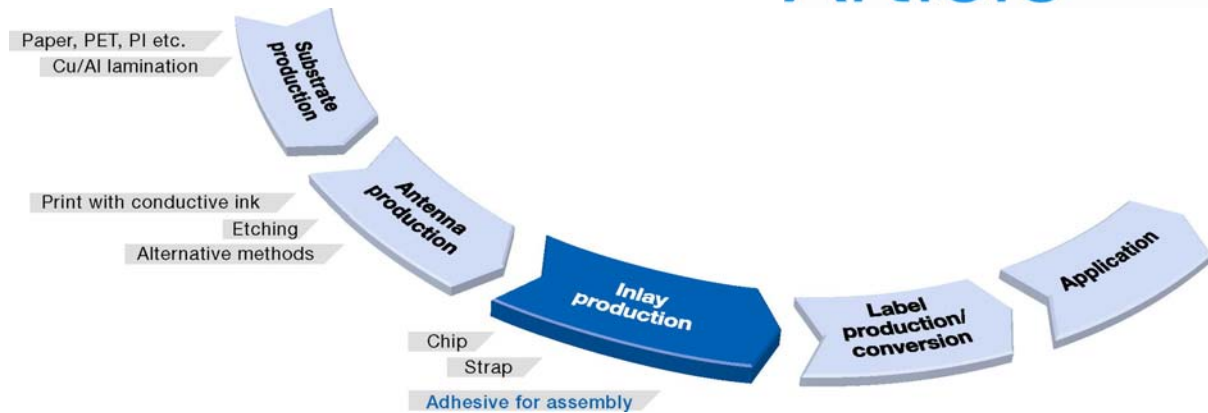 Article
Paper, PET, PI etc.
Cu/Al lamination
Substrate
production
Print with conductive ink
Etching
Alternative methods
Antenna
production
Inlay
production
Chip
Strap
Adhesive for assembly
Label
production/
conversion
Application